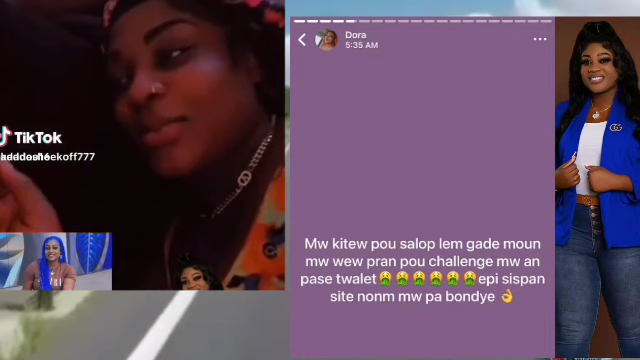 TikTok
Dora
5:35 AM
Mw kitew pou salop lem gade moun
mw wew pran pou challenge mw an
pase twalet🤮🤮🤮🤮🤮🤮epi sispan
site nonm mw pa bondye 👌